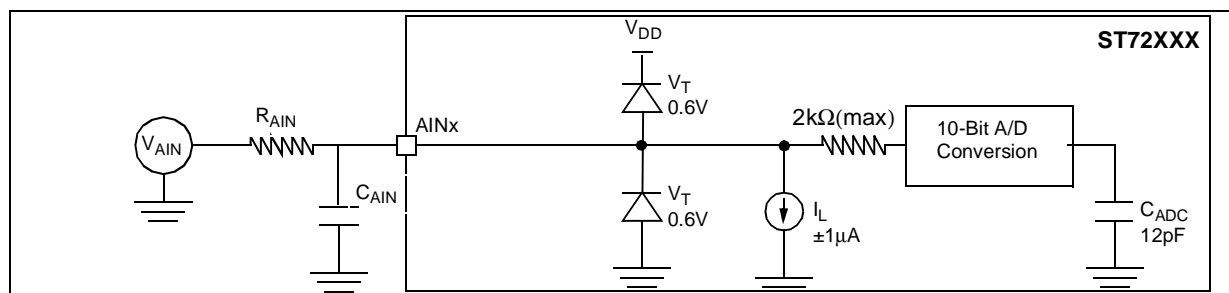 V_DD
ST72XXX
V_T
0.6V
R_AIN
AINx
2kΩ(max)
10-Bit A/D
Conversion
V_AIN
C_AIN
V_T
0.6V
I_L
±1μA
C_ADC
12pF